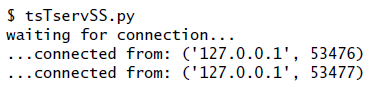 $ tsTservSS.py
waiting for connection...
...connected from: ('127.0.0.1', 53476)
...connected from: ('127.0.0.1', 53477)